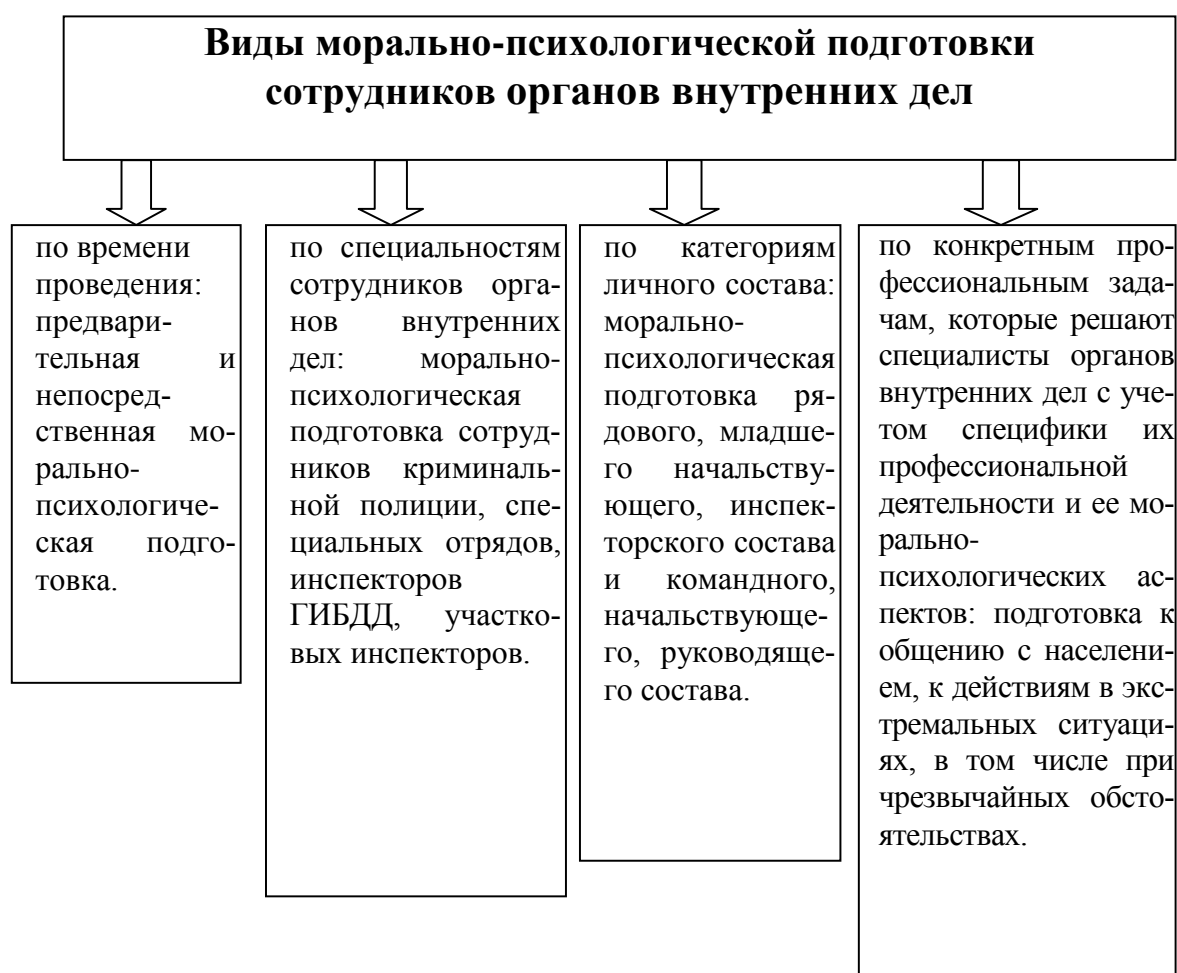 Виды морально-психологической подготовки
сотрудников органов внутренних дел
по времени
проведения:
предвари-
тельная и
непосред-
ственная мо-
рально-
психологиче-
ская подго-
товка.
по специальностям
сотрудников орга-
нов внутренних
дел: морально-
психологическая
подготовка сотруд-
ников криминаль-
ной полиции, спе-
циальных отрядов,
инспекторов
ГИБДД, участко-
вых инспекторов.
по категориям
личного состава:
морально-
психологическая
подготовка ря-
дового, младше-
го начальству-
ющего, инспек-
торского состава
и командного,
начальствующе-
го, руководяще-
го состава.
по конкретным про-
фессиональным зада-
чам, которые решают
специалисты органов
внутренних дел с уче-
том специфики их
профессиональной
деятельности и ее мо-
рально-
психологических ас-
пектов: подготовка к
общению с населени-
ем, к действиям в экс-
тремальных ситуаци-
ях, в том числе при
чрезвычайных обсто-
ятельствах.